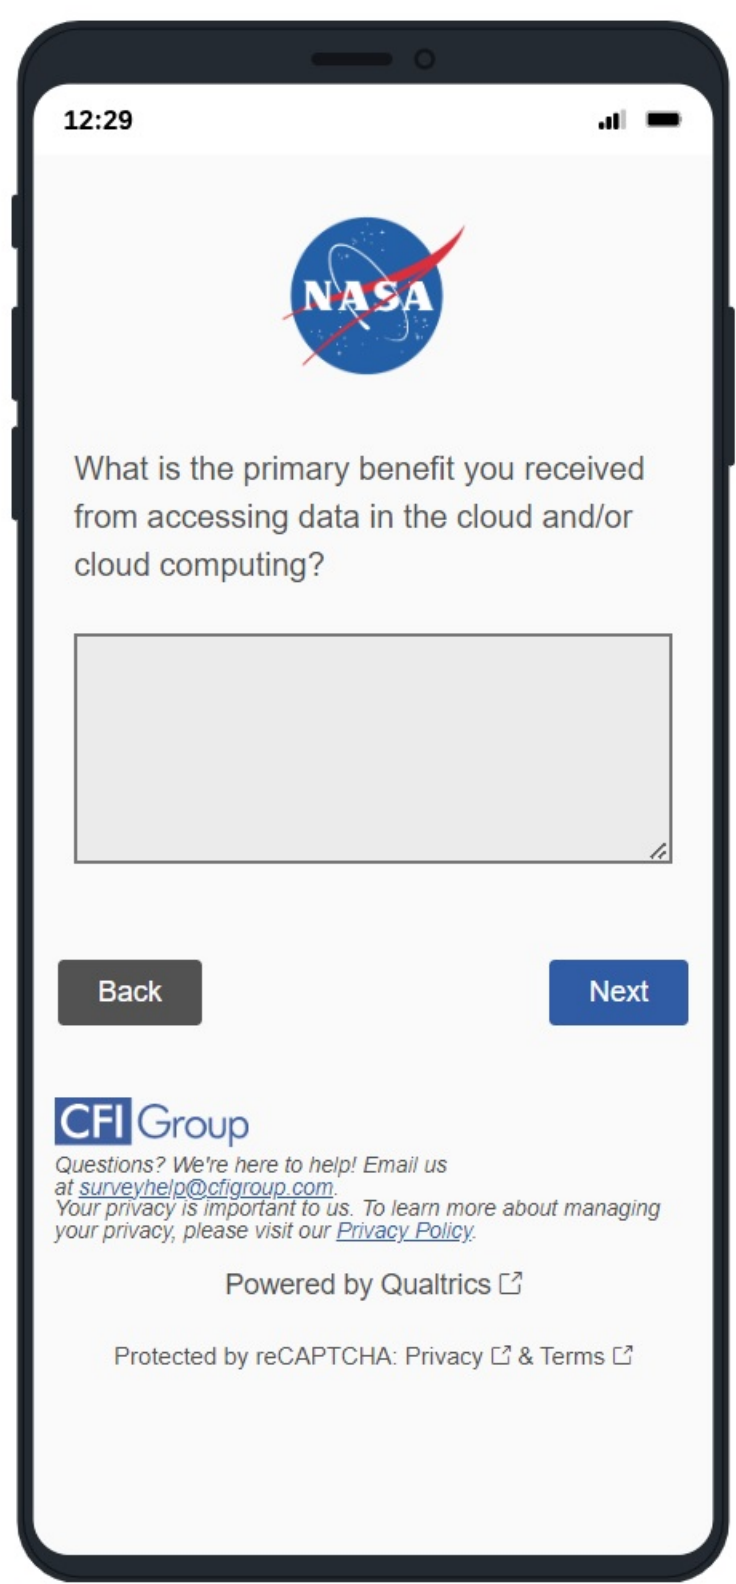 12:29
NASA
What is the primary benefit you received
from accessing data in the cloud and/or
cloud computing?
Back
Next
CFI Group
Questions? We're here to help! Email us
at surveyhelp@cfigroup.com.
Your privacy is important to us. To learn more about managing
your privacy, please visit our Privacy Policy.
Powered by Qualtrics
Protected by reCAPTCHA: Privacy & Terms